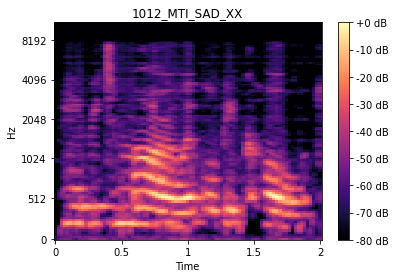 1012_MTI_SAD_XX
8192
4096
2048
1024
512
0
Hz
0
0.5
1
1.5
2
Time
+0 dB
-10 dB
-20 dB
-30 dB
-40 dB
-50 dB
-60 dB
-70 dB
-80 dB